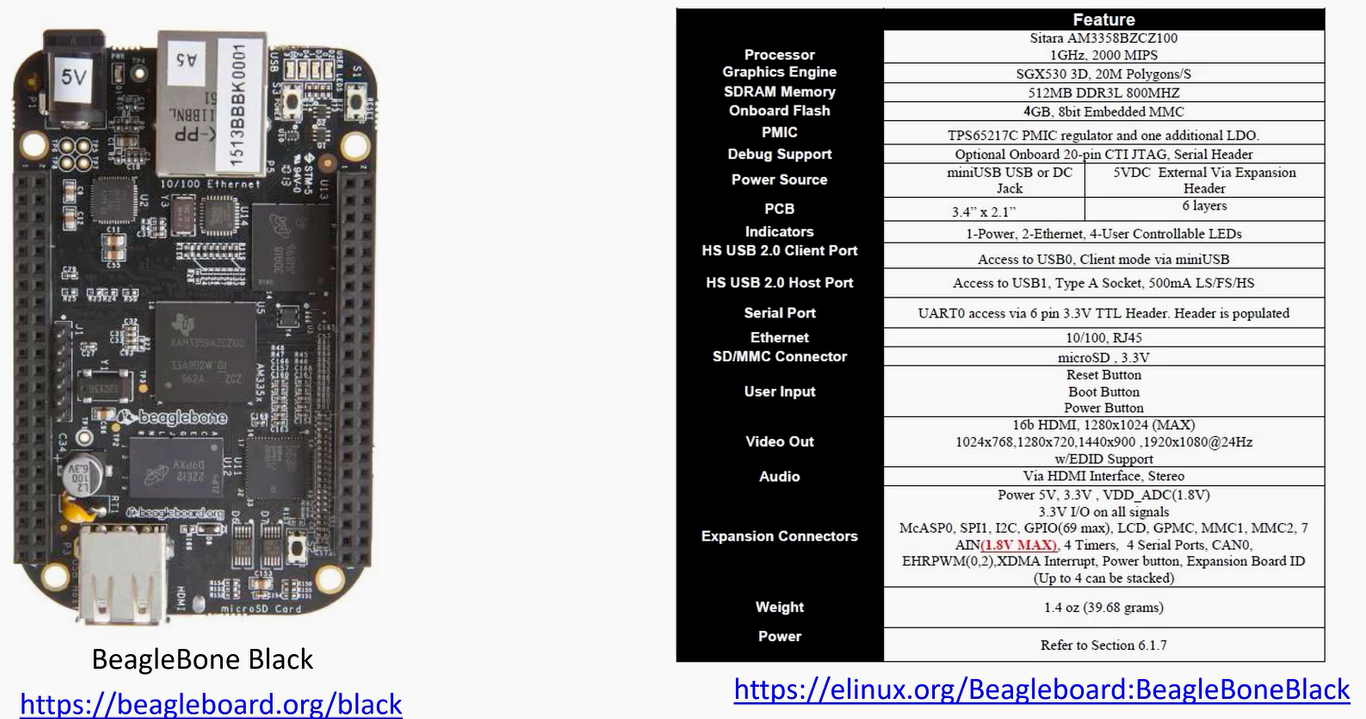 5V
A5
1513BBBK0001
10/100 Ethernet
beaglebone
beagleboard.org
HDMI
microSD Card
BeagleBone Black
https://beagleboard.org/black
Feature
Processor
Sitara AM3358BZCZ100
1GHz, 2000 MIPS
Graphics Engine
SGX530 3D, 20M Polygons/S
SDRAM Memory
512MB DDR3L 800MHZ
Onboard Flash
4GB, 8bit Embedded MMC
PMIC
TPS65217C PMIC regulator and one additional LDO.
Debug Support
Optional Onboard 20-pin CTI JTAG, Serial Header
Power Source
miniUSB USB or DC
Jack
5VDC External Via Expansion
Header
PCB
3.4” x 2.1”
6 layers
Indicators
1-Power, 2-Ethernet, 4-User Controllable LEDs
HS USB 2.0 Client Port
Access to USB0, Client mode via miniUSB
HS USB 2.0 Host Port
Access to USB1, Type A Socket, 500mA LS/FS/HS
Serial Port
UART0 access via 6 pin 3.3V TTL Header. Header is populated
Ethernet
10/100, RJ45
SD/MMC Connector
microSD , 3.3V
User Input
Reset Button
Boot Button
Power Button
Video Out
16b HDMI, 1280x1024 (MAX)
1024x768,1280x720,1440x900 ,1920x1080@24Hz
w/EDID Support
Audio
Via HDMI Interface, Stereo
Expansion Connectors
Power 5V, 3.3V , VDD_ADC(1.8V)
3.3V I/O on all signals
McASP0, SPI1, I2C, GPIO(69 max), LCD, GPMC, MMC1, MMC2, 7
AIN(1.8V MAX), 4 Timers, 4 Serial Ports, CAN0,
EHRPWM(0,2),XDMA Interrupt, Power button, Expansion Board ID
(Up to 4 can be stacked)
Weight
1.4 oz (39.68 grams)
Power
Refer to Section 6.1.7
https://elinux.org/Beagleboard:BeagleBoneBlack